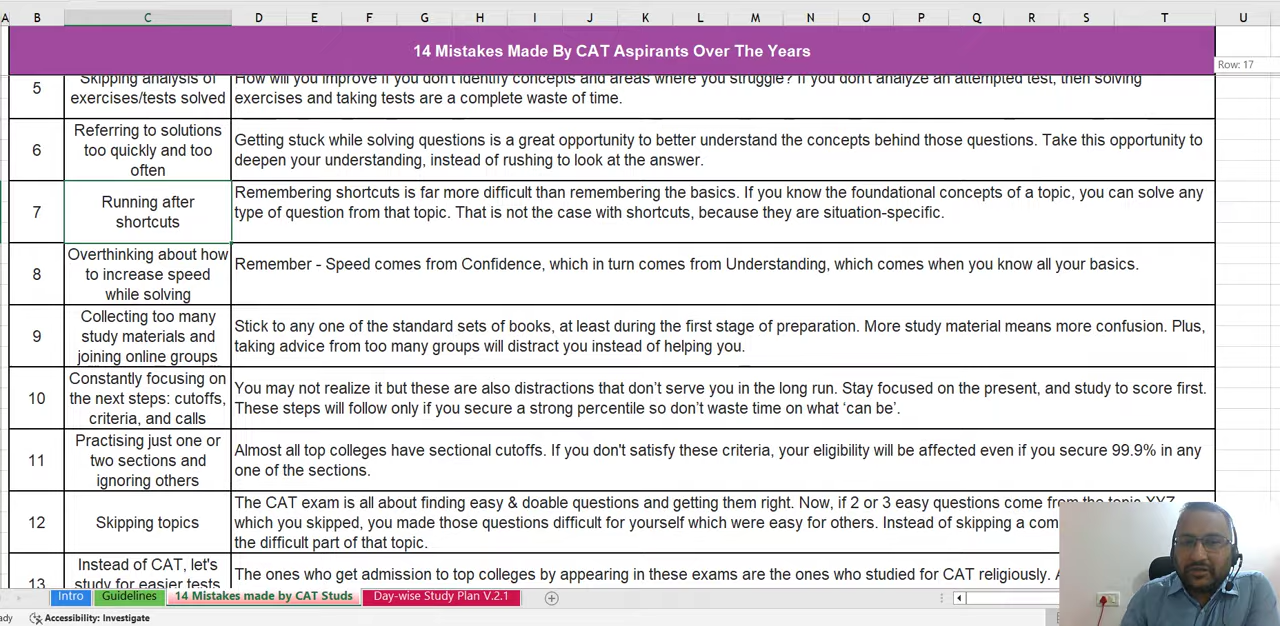 A B C D E F G H I J K L M N O P Q R S T U
14 Mistakes Made By CAT Aspirants Over The Years
Row: 17
5
Skipping analysis of
exercises/tests solved
How will you improve if you don't identify concepts and areas where you struggle? If you don't analyze an attempted test, then solving
exercises and taking tests are a complete waste of time.
6
Referring to solutions
too quickly and too
often
Getting stuck while solving questions is a great opportunity to better understand the concepts behind those questions. Take this opportunity to
deepen your understanding, instead of rushing to look at the answer.
7
Running after
shortcuts
Remembering shortcuts is far more difficult than remembering the basics. If you know the foundational concepts of a topic, you can solve any
type of question from that topic. That is not the case with shortcuts, because they are situation-specific.
8
Overthinking about how
to increase speed
while solving
Remember - Speed comes from Confidence, which in turn comes from Understanding, which comes when you know all your basics.
9
Collecting too many
study materials and
joining online groups
Stick to any one of the standard sets of books, at least during the first stage of preparation. More study material means more confusion. Plus,
taking advice from too many groups will distract you instead of helping you.
10
Constantly focusing on
the next steps: cutoffs,
criteria, and calls
You may not realize it but these are also distractions that don't serve you in the long run. Stay focused on the present, and study to score first.
These steps will follow only if you secure a strong percentile so don't waste time on what 'can be'.
11
Practising just one or
two sections and
ignoring others
Almost all top colleges have sectional cutoffs. If you don't satisfy these criteria, your eligibility will be affected even if you secure 99.9% in any
one of the sections.
12
Skipping topics
The CAT exam is all about finding easy & doable questions and getting them right. Now, if 2 or 3 easy questions come from the topic XYZ
which you skipped, you made those questions difficult for yourself which were easy for others. Instead of skipping a
the difficult part of that topic.
13
Instead of CAT, let's
study for easier tests
The ones who get admission to top colleges by appearing in these exams are the ones who studied for CAT religiously.
Intro Guidelines 14 Mistakes made by CAT Studs Day-wise Study Plan V.2.1
Accessibility: Investigate